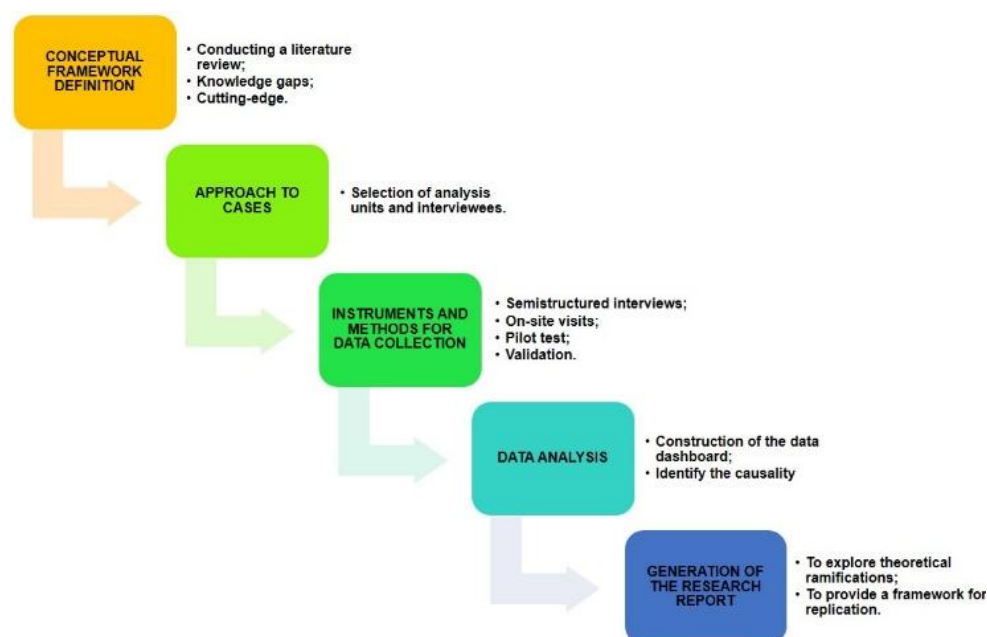 CONCEPTUAL
FRAMEWORK
DEFINITION
• Conducting a literature
review;
• Knowledge gaps;
• Cutting-edge.
APPROACH TO
CASES
• Selection of analysis
units and interviewees.
INSTRUMENTS AND
METHODS FOR
DATA COLLECTION
• Semistructured interviews;
• On-site visits;
• Pilot test;
• Validation.
DATA ANALYSIS
• Construction of the data
dashboard;
• Identify the causality
GENERATION OF
THE RESEARCH
REPORT
• To explore theoretical
ramifications;
• To provide a framework for
replication.